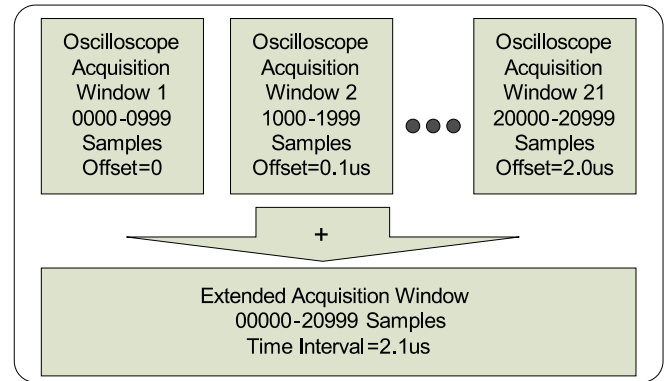 Oscilloscope
Acquisition
Window 1
0000-0999
Samples
Offset=0
Oscilloscope
Acquisition
Window 2
1000-1999
Samples
Offset=0.1us
Oscilloscope
Acquisition
Window 21
20000-20999
Samples
Offset=2.0us
+
Extended Acquisition Window
00000-20999 Samples
Time Interval=2.1us